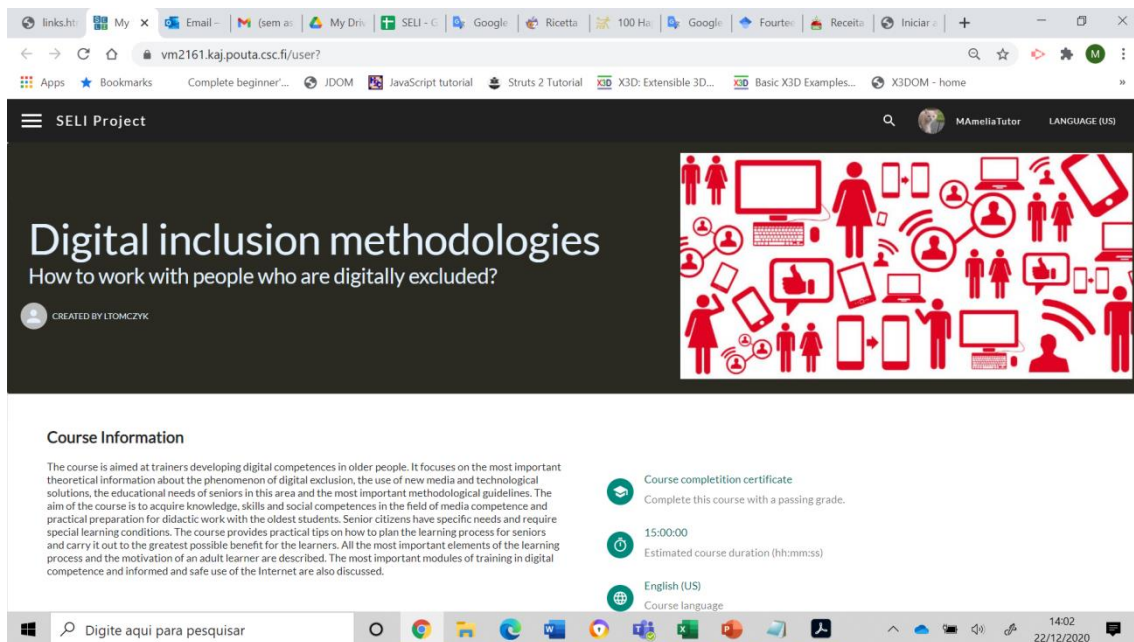 links.htm
My
Email –
(sem as
My Driv
SELI - G
Google
Ricetta
100 Ha
Google
Fourtee
Receita
Iniciar a
vm2161.kaj.pouta.csc.fi/user?
M
Apps
Bookmarks
Complete beginner'...
JDOM
JavaScript tutorial
Struts 2 Tutorial
X3D
X3D: Extensible 3D...
X3D
Basic X3D Examples...
X3DOM - home
»
SELI Project
MAmeliaTutor
LANGUAGE (US)
Digital inclusion methodologies
How to work with people who are digitally excluded?
CREATED BY LTOMCZYK
Course Information
The course is aimed at trainers developing digital competences in older people. It focuses on the most important
theoretical information about the phenomenon of digital exclusion, the use of new media and technological
solutions, the educational needs of seniors in this area and the most important methodological guidelines. The
aim of the course is to acquire knowledge, skills and social competences in the field of media competence and
practical preparation for didactic work with the oldest students. Senior citizens have specific needs and require
special learning conditions. The course provides practical tips on how to plan the learning process for seniors
and carry it out to the greatest possible benefit for the learners. All the most important elements of the learning
process and the motivation of an adult learner are described. The most important modules of training in digital
competence and informed and safe use of the Internet are also discussed.
Course completition certificate
Complete this course with a passing grade.
15:00:00
Estimated course duration (hh:mm:ss)
English (US)
Course language
Digite aqui para pesquisar
14:02
22/12/2020